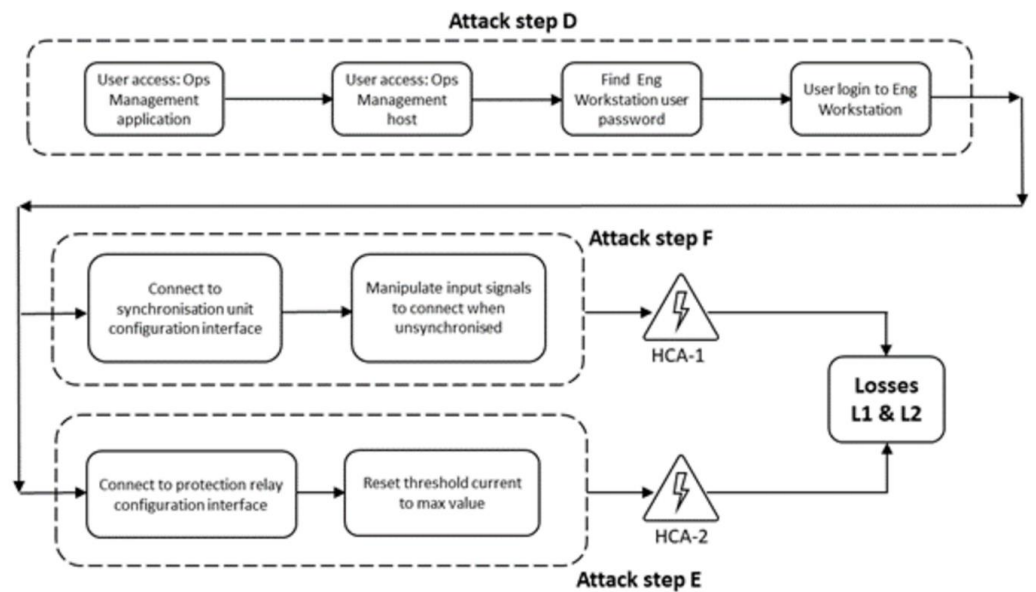 Attack step D
User access: Ops
Management
application
User access: Ops
Management
host
Find Eng
Workstation user
password
User login to Eng
Workstation
Attack step F
Connect to
synchronisation unit
configuration interface
Manipulate input signals
to connect when
unsynchronised
HCA-1
Losses
L1 & L2
Connect to protection relay
configuration interface
Reset threshold current
to max value
HCA-2
Attack step E